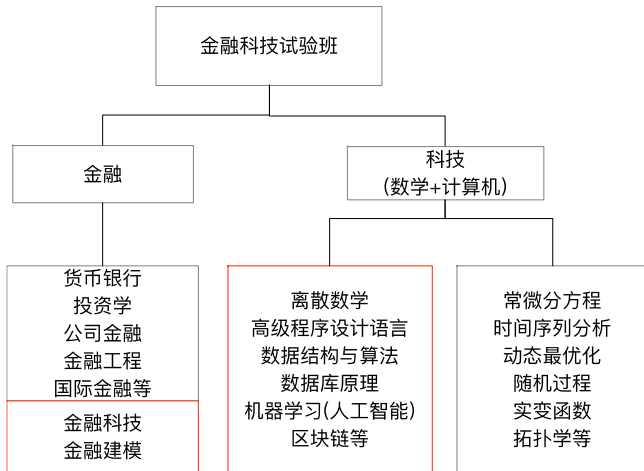 金融科技试验班
金融
科技
(数学+计算机)
货币银行
投资学
公司金融
金融工程
国际金融等
金融科技
金融建模
离散数学
高级程序设计语言
数据结构与算法
数据库原理
机器学习(人工智能)
区块链等
常微分方程
时间序列分析
动态最优化
随机过程
实变函数
拓扑学等